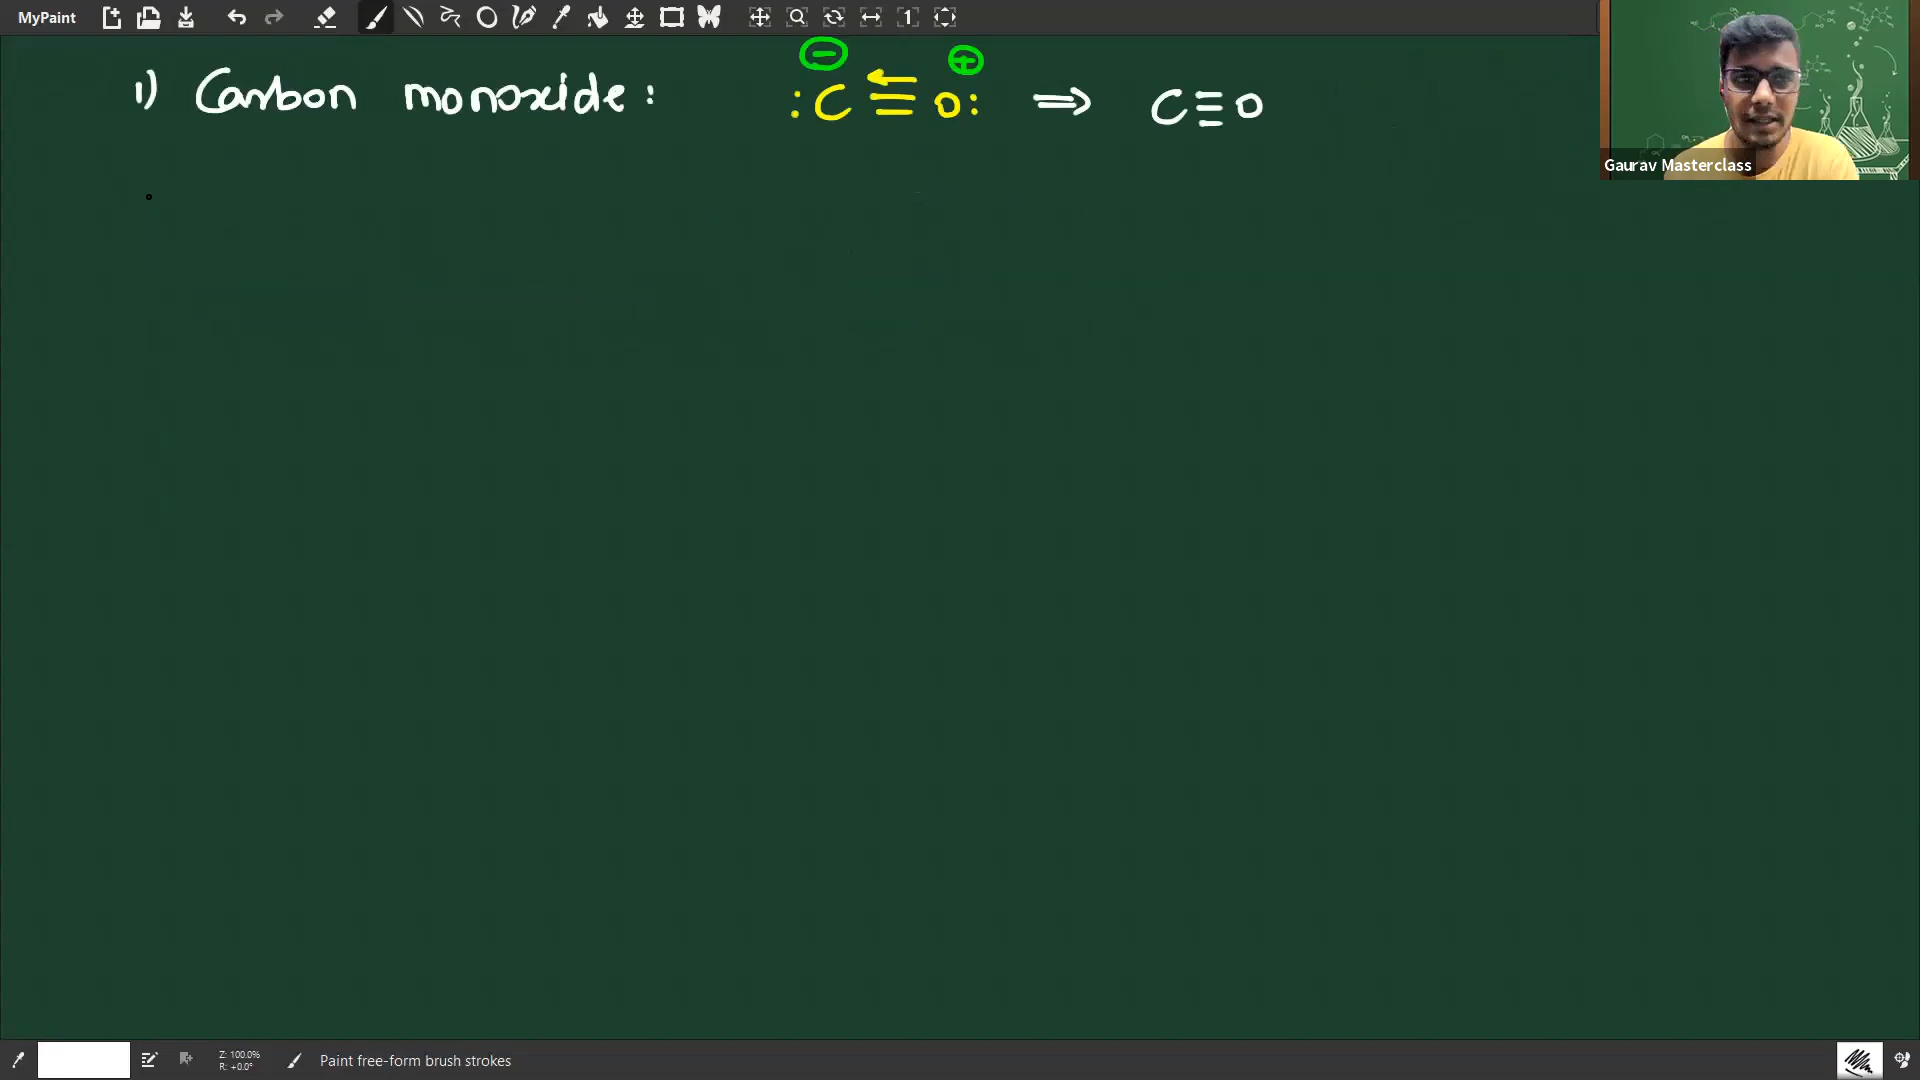 MyPaint
1) Carbon monoxide: :C ≡ O: ⇒ C≡O
⊖ ⊕
Gaurav Masterclass
Z: 100.0%
R: +0.0°
Paint free-form brush strokes